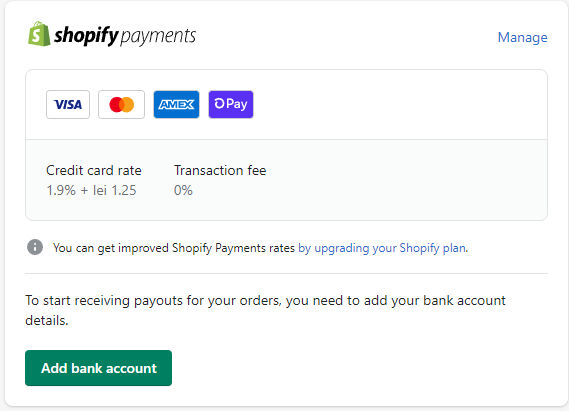 shopify payments
Manage
VISA
AMEX
Pay
Credit card rate
Transaction fee
1.9% + lei 1.25
0%
You can get improved Shopify Payments rates by upgrading your Shopify plan.
To start receiving payouts for your orders, you need to add your bank account
details.
Add bank account